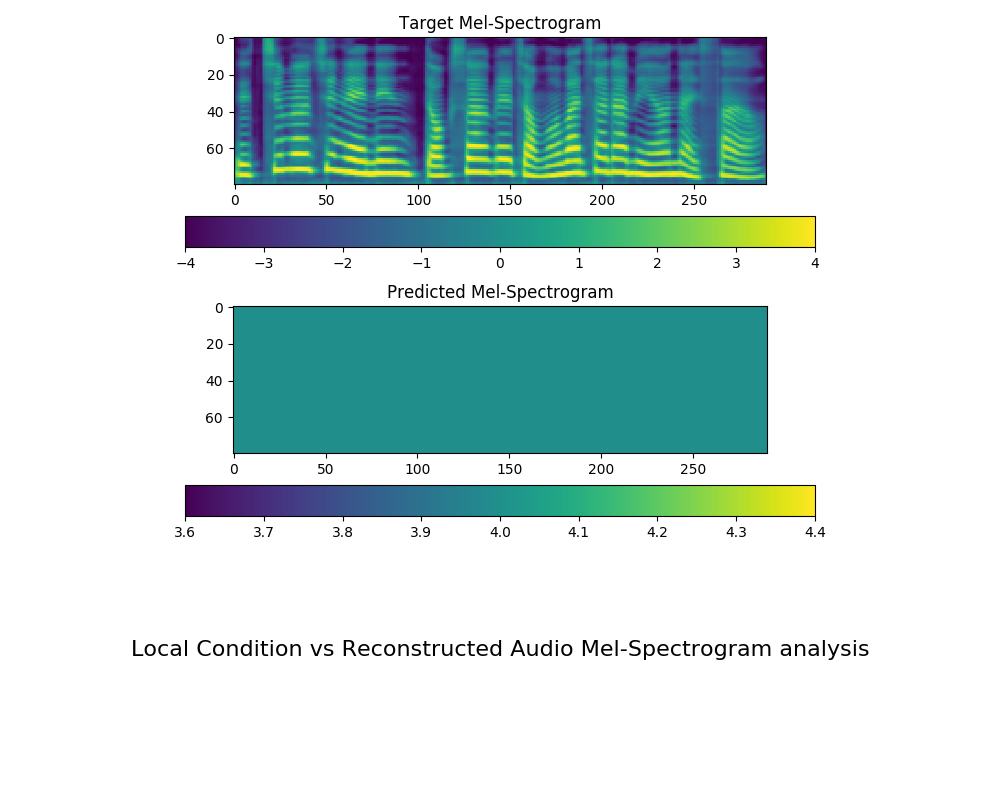 Target Mel-Spectrogram
0
20
40
60
0 50 100 150 200 250
−4 −3 −2 −1 0 1 2 3 4
Predicted Mel-Spectrogram
0
20
40
60
0 50 100 150 200 250
3.6 3.7 3.8 3.9 4.0 4.1 4.2 4.3 4.4
Local Condition vs Reconstructed Audio Mel-Spectrogram analysis